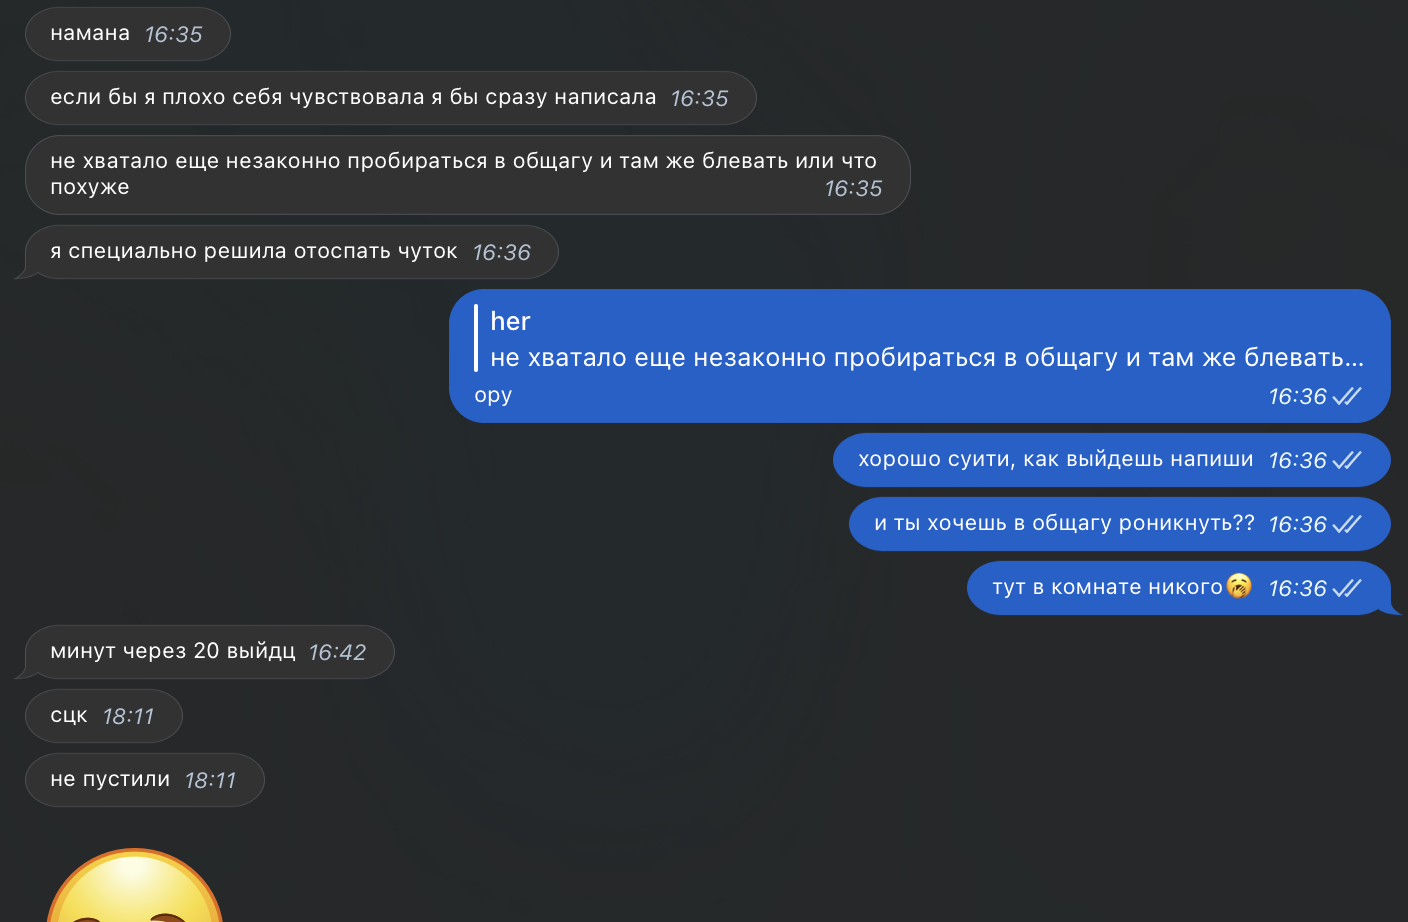 намана 16:35
если бы я плохо себя чувствовала я бы сразу написала 16:35
не хватало еще незаконно пробираться в общагу и там же блевать или что
похуже 16:35
я специально решила отоспать чуток 16:36
her
не хватало еще незаконно пробираться в общагу и там же блевать...
ору 16:36
хорошо суити, как выйдешь напиши 16:36
и ты хочешь в общагу роникнуть?? 16:36
тут в комнате никого🥱 16:36
минут через 20 выйдц 16:42
сцк 18:11
не пустили 18:11